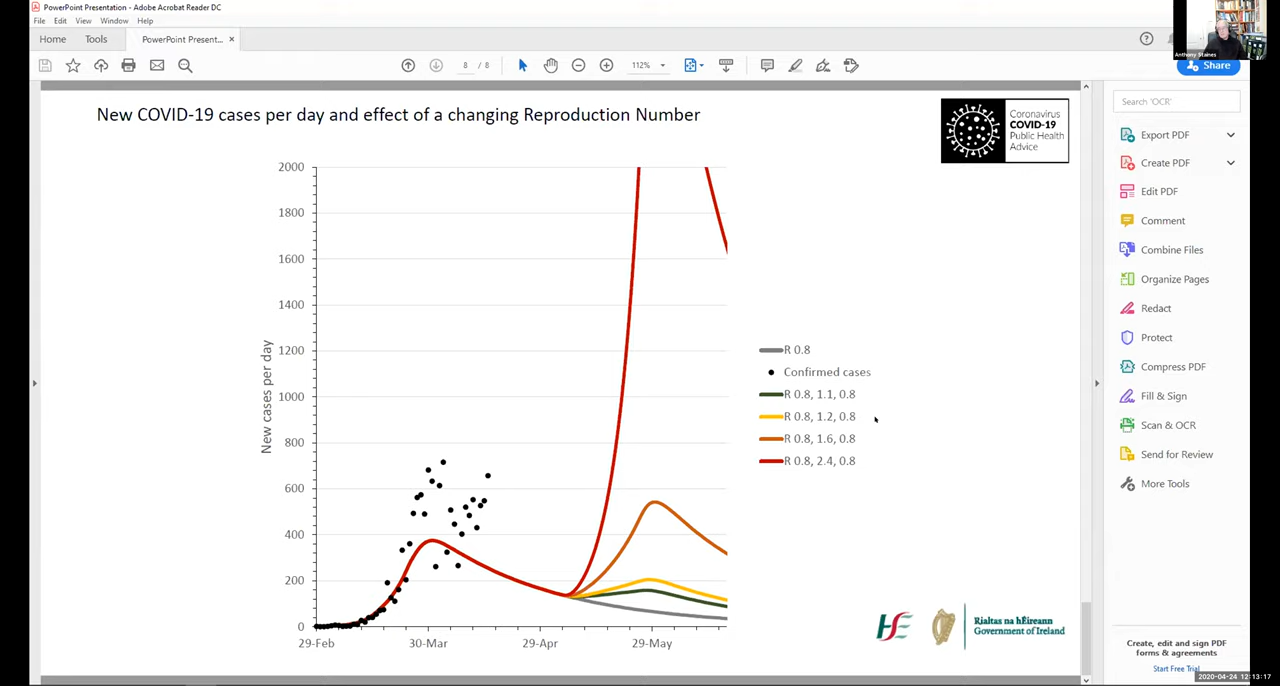 PowerPoint Presentation - Adobe Acrobat Reader DC
File Edit View Window Help
Home Tools PowerPoint Present... ×
8 / 8 112%
Anthony Staines
Share
New COVID-19 cases per day and effect of a changing Reproduction Number
Coronavirus
COVID-19
Public Health
Advice
New cases per day
2000
1800
1600
1400
1200
1000
800
600
400
200
0
29-Feb 30-Mar 29-Apr 29-May
R 0.8
Confirmed cases
R 0.8, 1.1, 0.8
R 0.8, 1.2, 0.8
R 0.8, 1.6, 0.8
R 0.8, 2.4, 0.8
Rialtas na hÉireann
Government of Ireland
Search 'OCR'
Export PDF
Create PDF
Edit PDF
Comment
Combine Files
Organize Pages
Redact
Protect
Compress PDF
Fill & Sign
Scan & OCR
Send for Review
More Tools
Create, edit and sign PDF
forms & agreements
Start Free Trial
2020-04-24 12:13:17